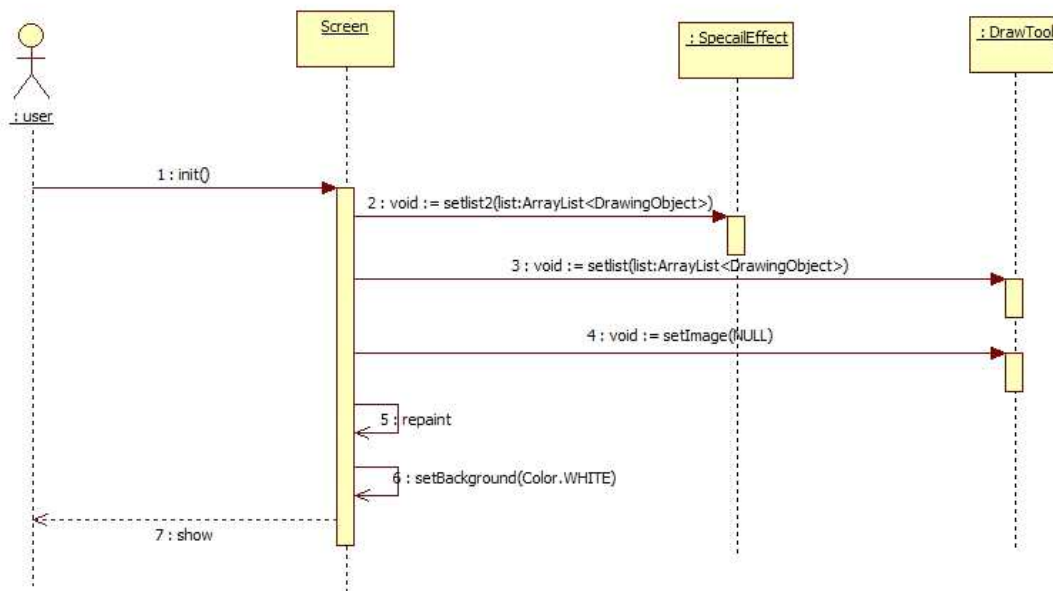 Screen
: SpecailEffect
: DrawTool
: user
1 : init()
2 : void := setlist2(list:ArrayList<DrawingObject>)
3 : void := setlist(list:ArrayList<DrawingObject>)
4 : void := setImage(NULL)
5 : repaint
6 : setBackground(Color.WHITE)
7 : show